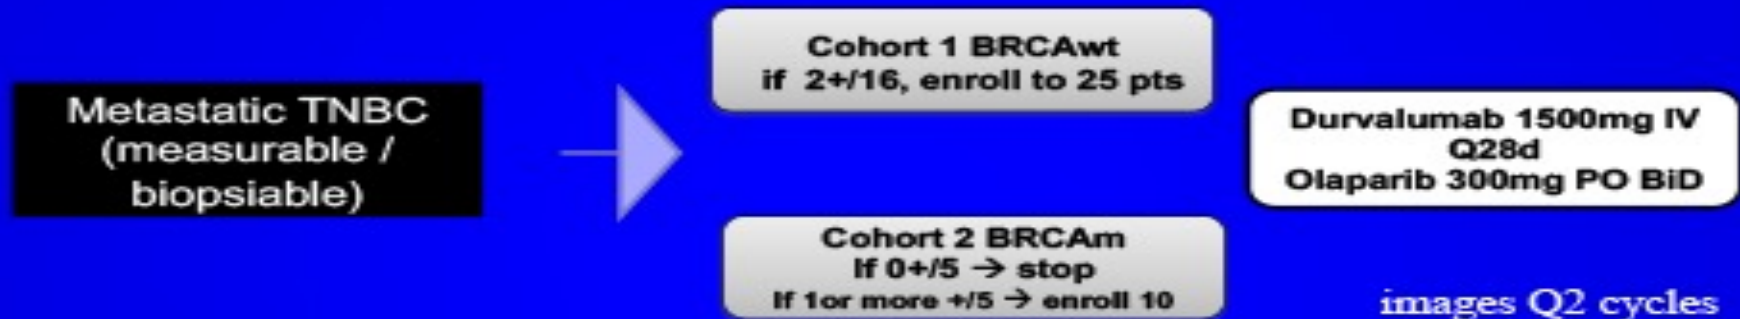 Metastatic TNBC
(measurable /
biopsiable)
Cohort 1 BRCAwt
if 2+/16, enroll to 25 pts
Cohort 2 BRCAm
If 0+/5 → stop
If 1or more +/5 → enroll 10
Durvalumab 1500mg IV
Q28d
Olaparib 300mg PO BiD
images Q2 cycles